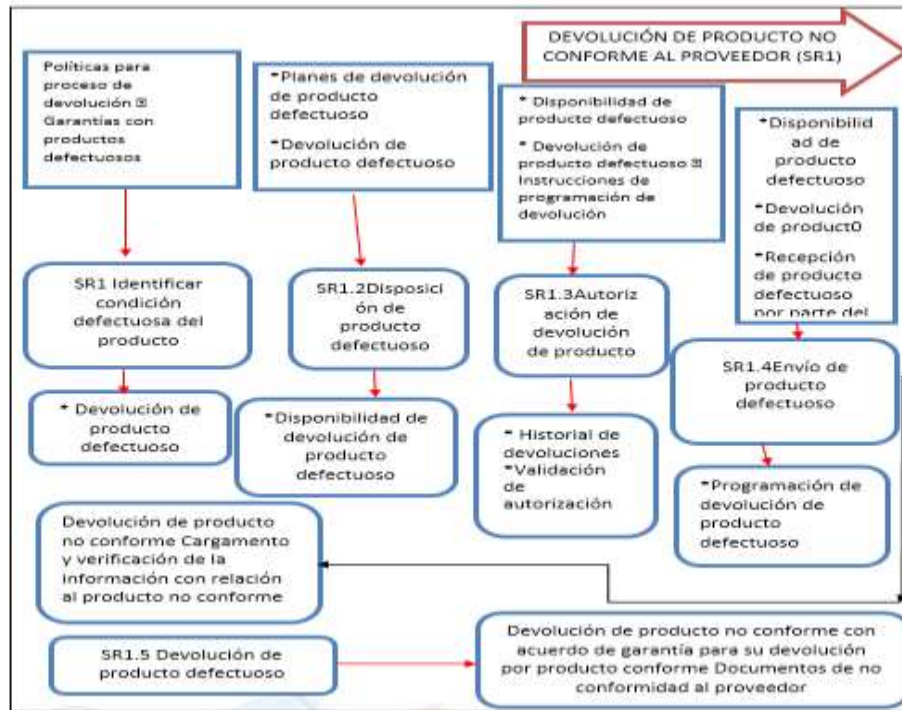 DEVOLUCIÓN DE PRODUCTO NO
CONFORME AL PROVEEDOR (SR1)
Políticas para
proceso de
devolución
Garantías con
productos
defectuosos
*Planes de devolución
de producto
defectuoso
*Devolución de
producto defectuoso
* Disponibilidad de
producto defectuoso
* Devolución de
producto defectuoso
Instrucciones de
programación de
devolución
*Disponibilid
ad de
producto
defectuoso
*Devolución
de product0
*Recepción
de producto
defectuoso
por parte del
SR1 Identificar
condición
defectuosa del
producto
SR1.2Disposici
ón de
producto
defectuoso
SR1.3Autoriz
ación de
devolución
de producto
SR1.4Envío de
producto
defectuoso
* Devolución de
producto
defectuoso
*Disponibilidad de
devolución de
producto
defectuoso
* Historial de
devoluciones
*Validación
de
autorización
*Programación de
devolución de
producto
defectuoso
Devolución de producto
no conforme Cargamento
y verificación de la
información con relación
al producto no conforme
SR1.5 Devolución de
producto defectuoso
Devolución de producto no conforme con
acuerdo de garantía para su devolución
por producto conforme Documentos de no
conformidad al proveedor